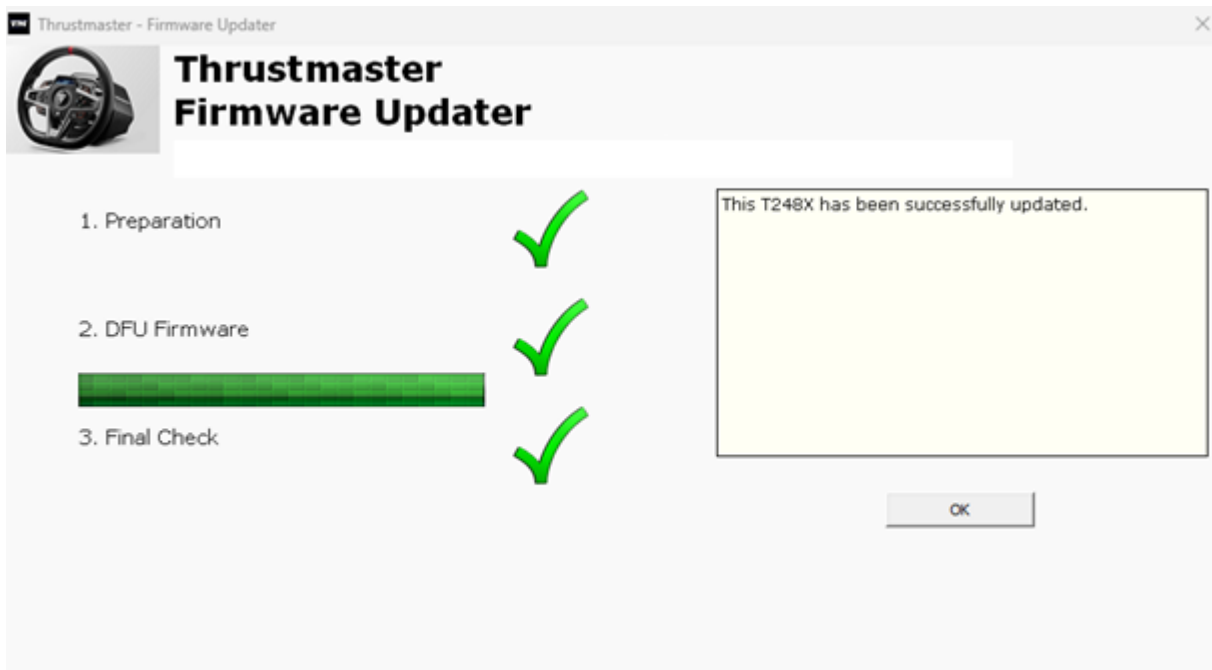 Thrustmaster - Firmware Updater
Thrustmaster
Firmware Updater
1. Preparation
This T248X has been successfully updated.
2. DFU Firmware
3. Final Check
OK